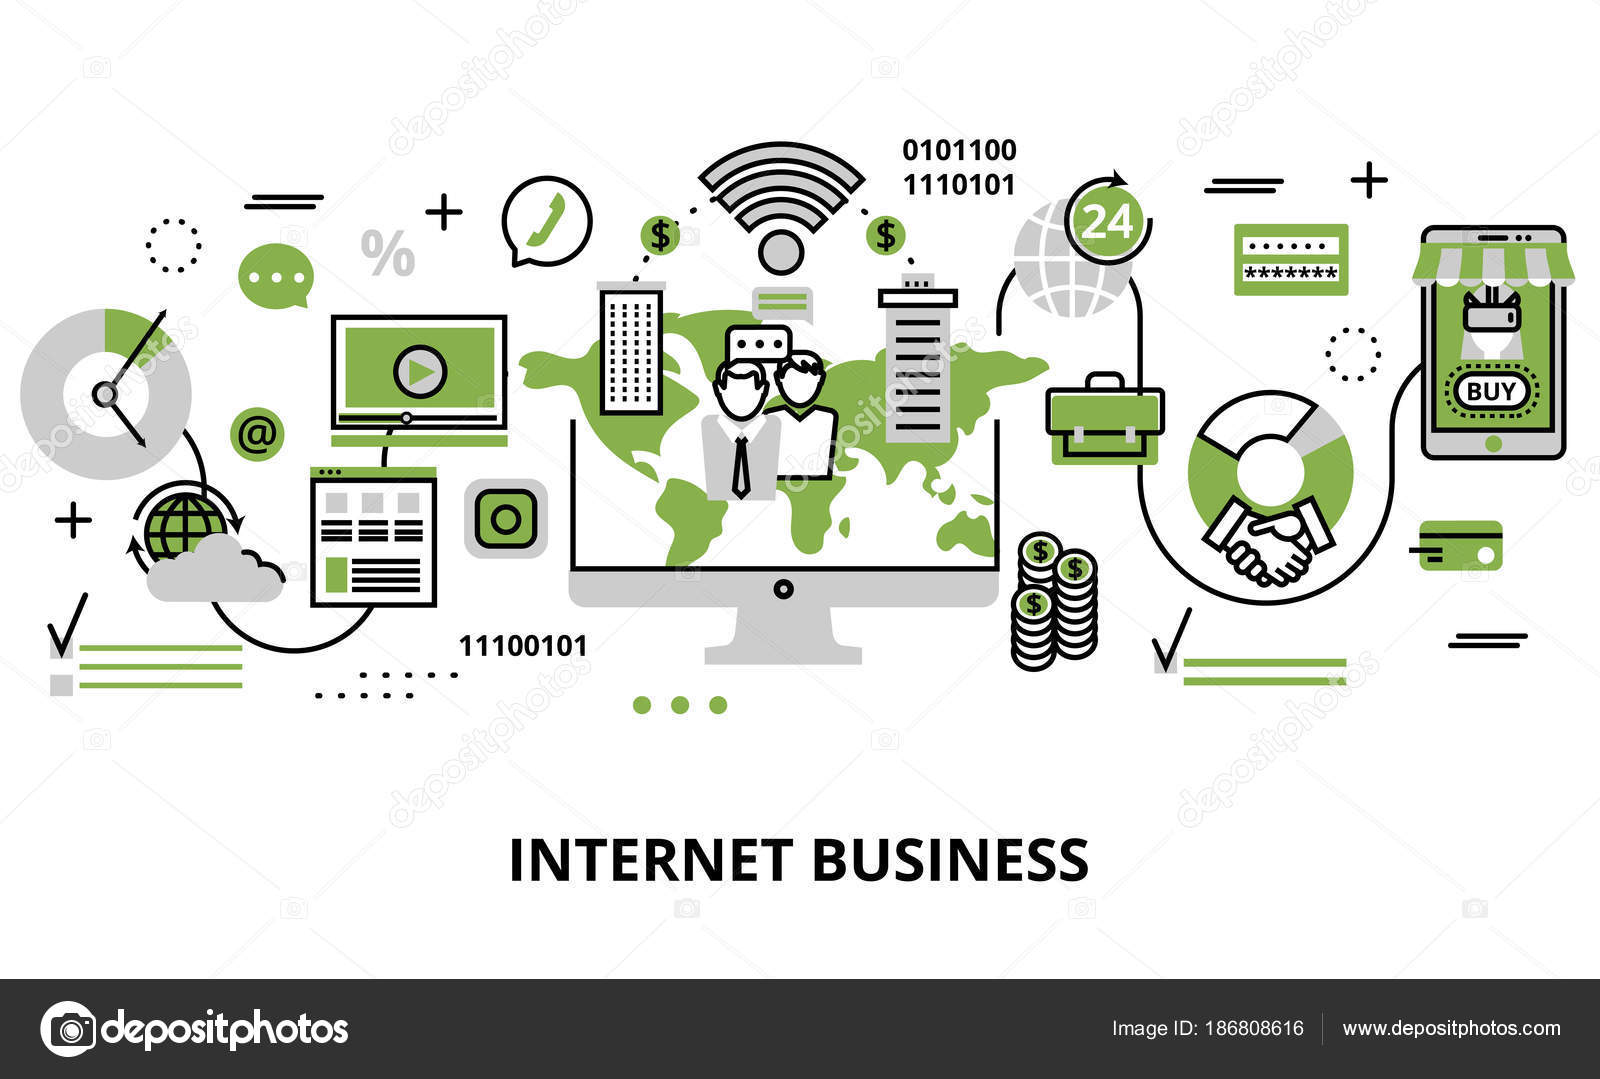 0101100
1110101
24
$
$
%
*******
@
BUY
$
$
$
11100101
INTERNET BUSINESS
depositphotos
Image ID: 186808616
www.depositphotos.com